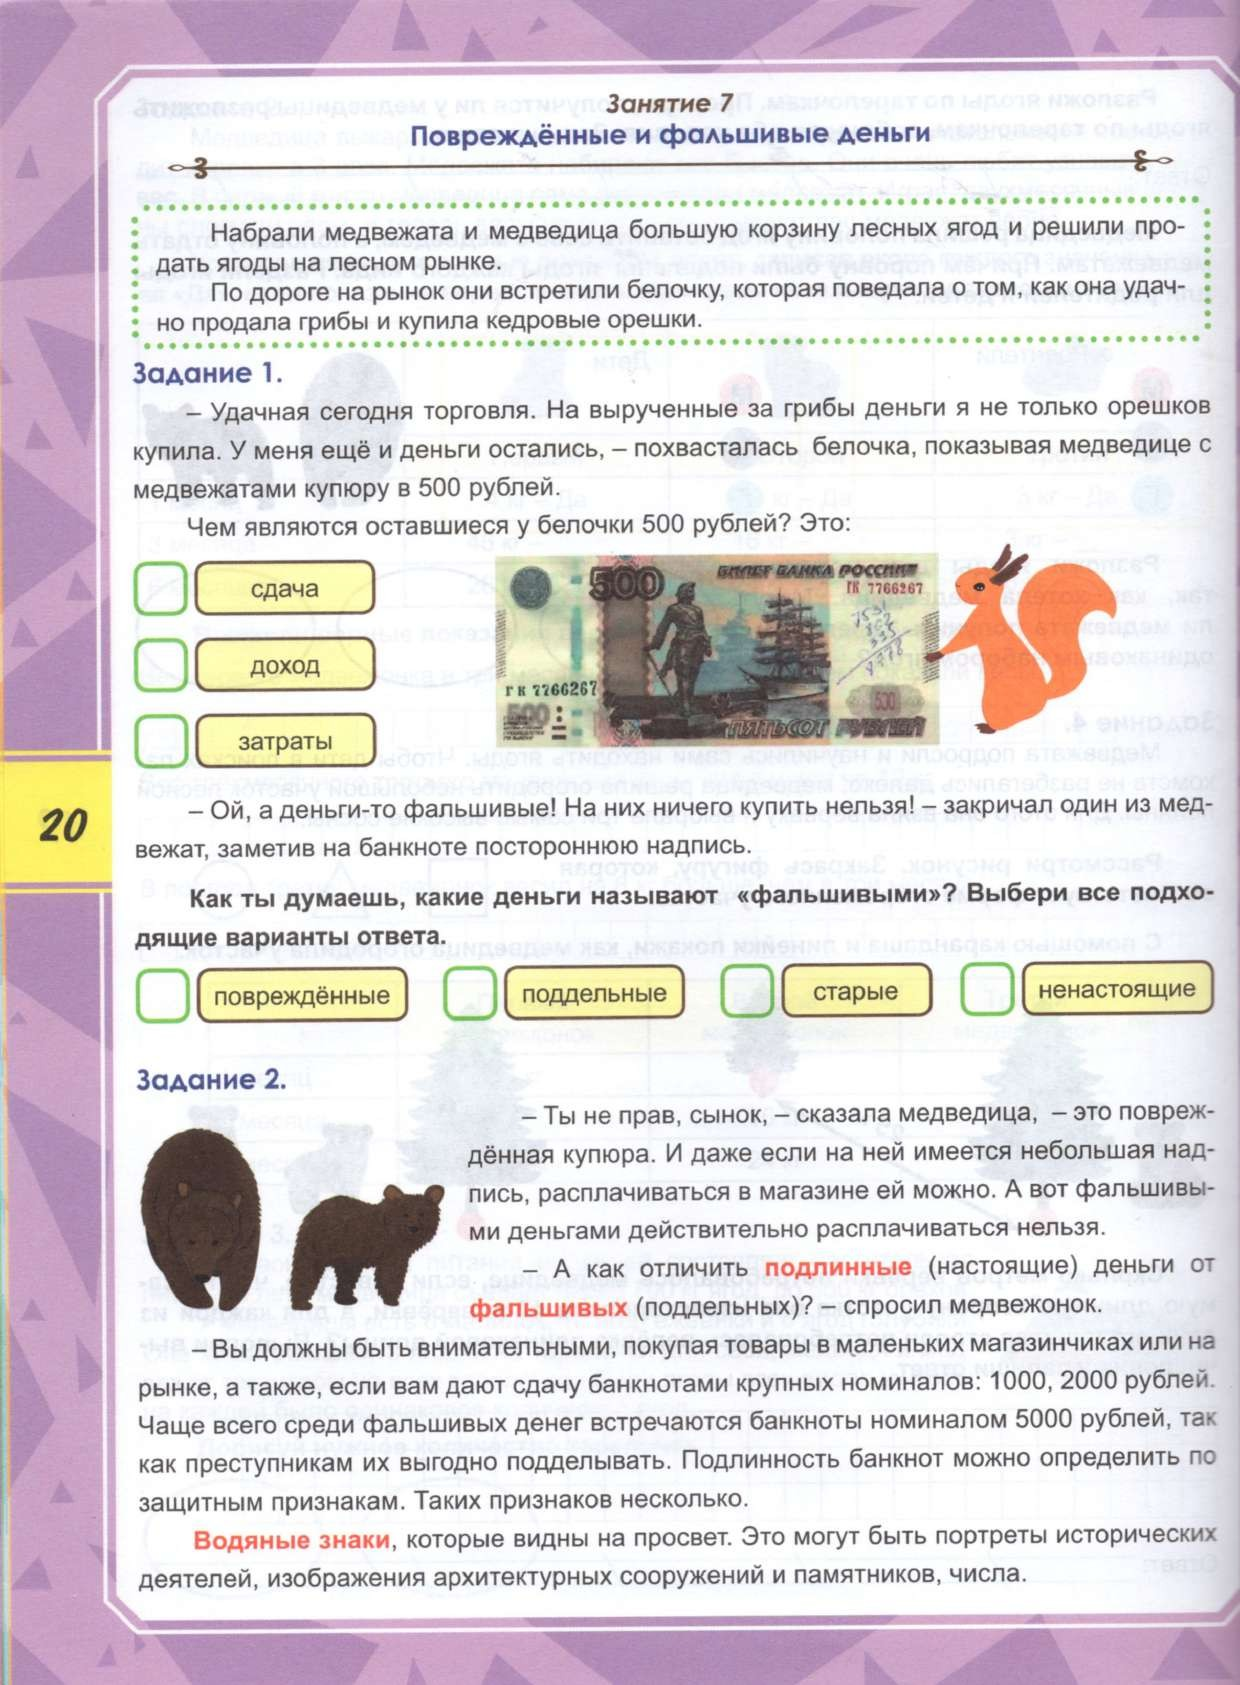 Занятие 7
Повреждённые и фальшивые деньги
Набрали медвежата и медведица большую корзину лесных ягод и решили про-
дать ягоды на лесном рынке.
По дороге на рынок они встретили белочку, которая поведала о том, как она удач-
но продала грибы и купила кедровые орешки.
Задание 1.
– Удачная сегодня торговля. На вырученные за грибы деньги я не только орешков
купила. У меня ещё и деньги остались, – похвасталась белочка, показывая медведице с
медвежатами купюру в 500 рублей.
Чем являются оставшиеся у белочки 500 рублей? Это:
сдача
доход
затраты
500
БИЛЕТ БАНКА РОССИИ
ГК 7766267
ГК 7766267
500
500
ПЯТЬСОТ РУБЛЕЙ
20
– Ой, а деньги-то фальшивые! На них ничего купить нельзя! – закричал один из мед-
вежат, заметив на банкноте постороннюю надпись.
Как ты думаешь, какие деньги называют «фальшивыми»? Выбери все подхо-
дящие варианты ответа.
повреждённые
поддельные
старые
ненастоящие
Задание 2.
– Ты не прав, сынок, – сказала медведица, – это повреж-
дённая купюра. И даже если на ней имеется небольшая над-
пись, расплачиваться в магазине ей можно. А вот фальшивы-
ми деньгами действительно расплачиваться нельзя.
– А как отличить подлинные (настоящие) деньги от
фальшивых (поддельных)? – спросил медвежонок.
– Вы должны быть внимательными, покупая товары в маленьких магазинчиках или на
рынке, а также, если вам дают сдачу банкнотами крупных номиналов: 1000, 2000 рублей.
Чаще всего среди фальшивых денег встречаются банкноты номиналом 5000 рублей, так
как преступникам их выгодно подделывать. Подлинность банкнот можно определить по
защитным признакам. Таких признаков несколько.
Водяные знаки, которые видны на просвет. Это могут быть портреты исторических
деятелей, изображения архитектурных сооружений и памятников, числа.